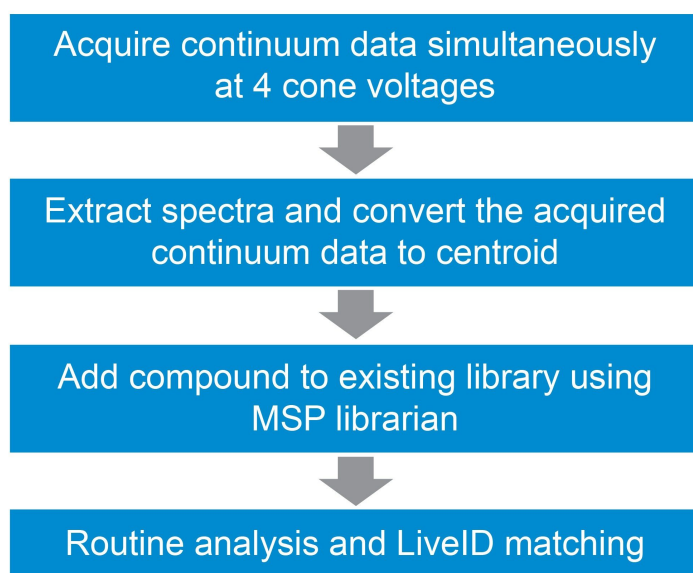 Acquire continuum data simultaneously
at 4 cone voltages
Extract spectra and convert the acquired
continuum data to centroid
Add compound to existing library using
MSP librarian
Routine analysis and LiveID matching